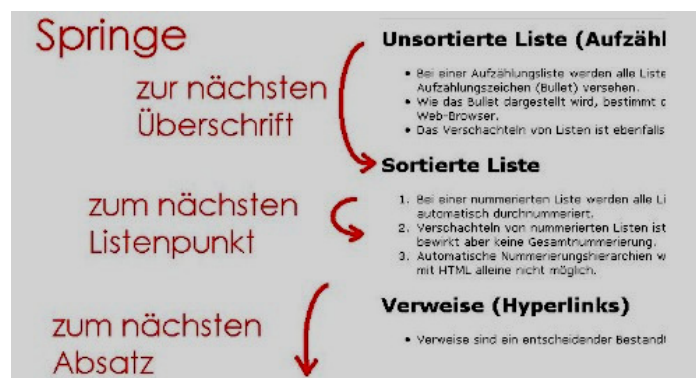 Springe
zur nächsten
Überschrift
zum nächsten
Listenpunkt
zum nächsten
Absatz
Unsortierte Liste (Aufzähl
Bei einer Aufzählungsliste werden alle Liste
Aufzählungszeichen (Bullet) versehen.
Wie das Bullet dargestellt wird, bestimmt d
Web-Browser.
Das Verschachteln von Listen ist ebenfalls
Sortierte Liste
1. Bei einer nummerierten Liste werden alle Li
automatisch durchnummeriert.
2. Verschachteln von nummerierten Listen ist
bewirkt aber keine Gesamtnummerierung.
3. Automatische Nummerierungshierarchien w
mit HTML alleine nicht möglich.
Verweise (Hyperlinks)
Verweise sind ein entscheidender Bestandt